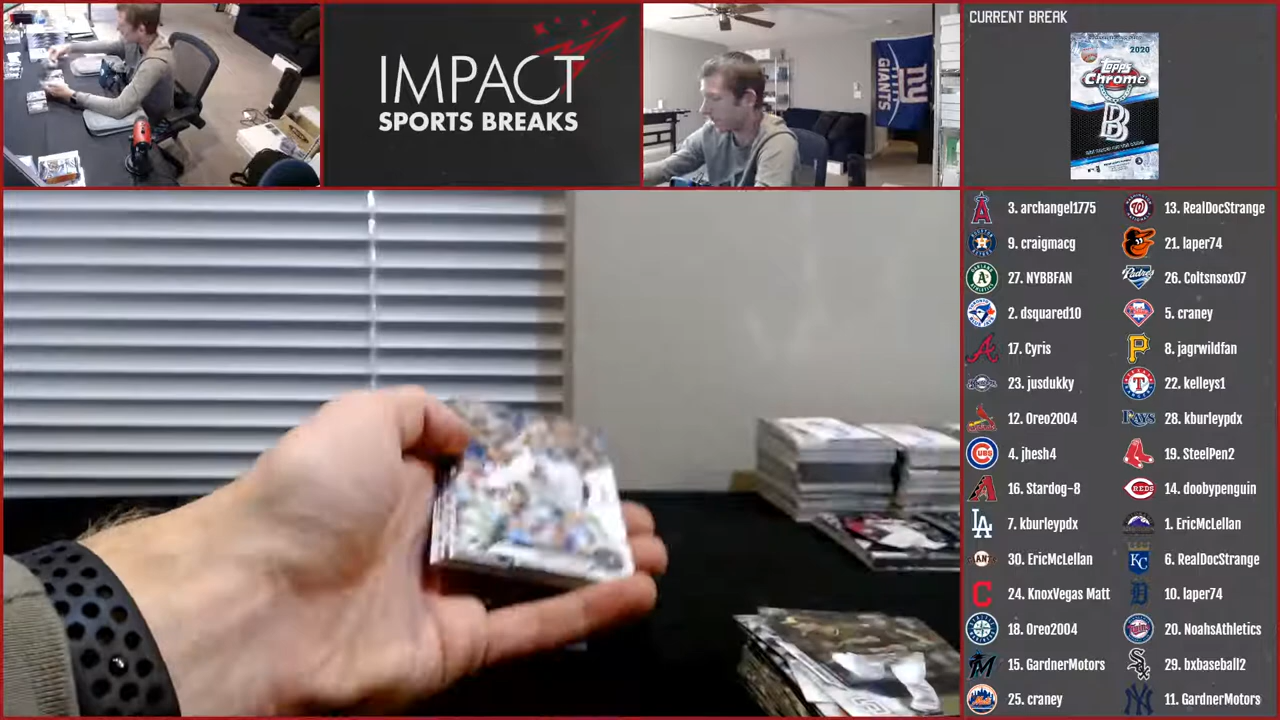 IMPACT
SPORTS BREAKS
NY
GIANTS
CURRENT BREAK
2020
Topps
Chrome
B
3. archangel1775
13. RealDocStrange
9. craigmacg
21. laper74
27. NYBBFAN
26. Coltsnsox07
2. dsquared10
5. craney
17. Cyris
8. jagrwildfan
23. jusdukky
22. kelleys1
12. Oreo2004
28. kburleypdx
4. jhesh4
19. SteelPen2
16. Stardog-8
14. doobypenguin
7. kburleypdx
1. EricMcLellan
30. EricMcLellan
6. RealDocStrange
24. KnoxVegas Matt
10. laper74
18. Oreo2004
20. NoahsAthletics
15. GardnerMotors
29. bxbaseball2
25. craney
11. GardnerMotors